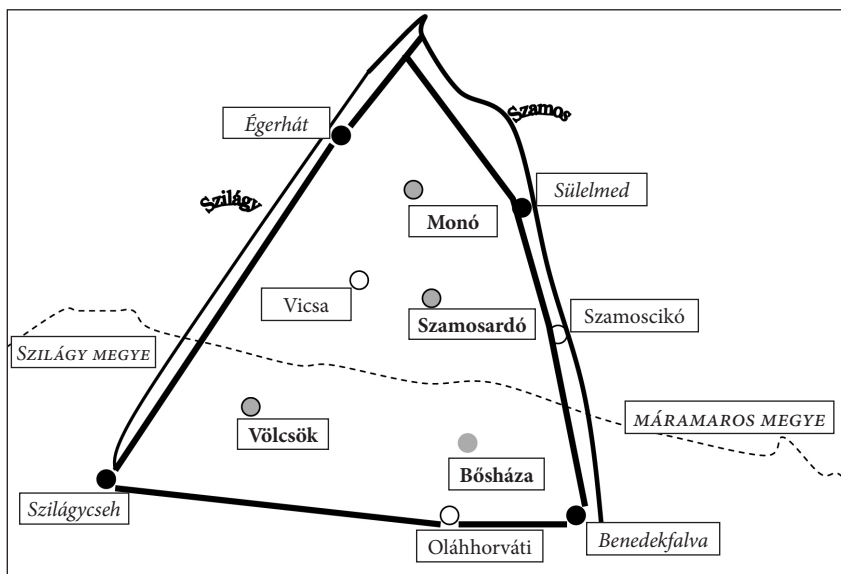 Szamos
Égerhát
Sülelmed
Szilágy
Monó
Vicsa
Szamosardó
Szamoscikó
SZILÁGY MEGYE
MÁRAMAROS MEGYE
Völcsök
Bősháza
Szilágycseh
Oláhhorváti
Benedekfalva